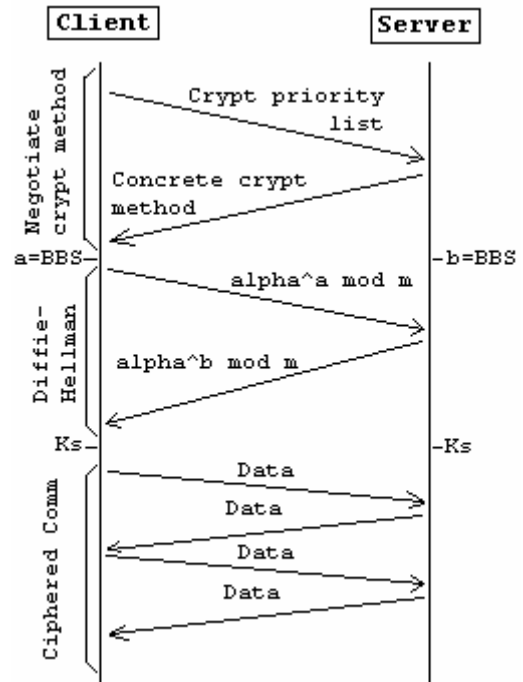 Client
Server
Negotiate
crypt method
Crypt priority
list
Concrete crypt
method
a=BBS
b=BBS
Diffie-
Hellman
alpha^a mod m
alpha^b mod m
Ks
Ks
Ciphered Comm
Data
Data
Data
Data